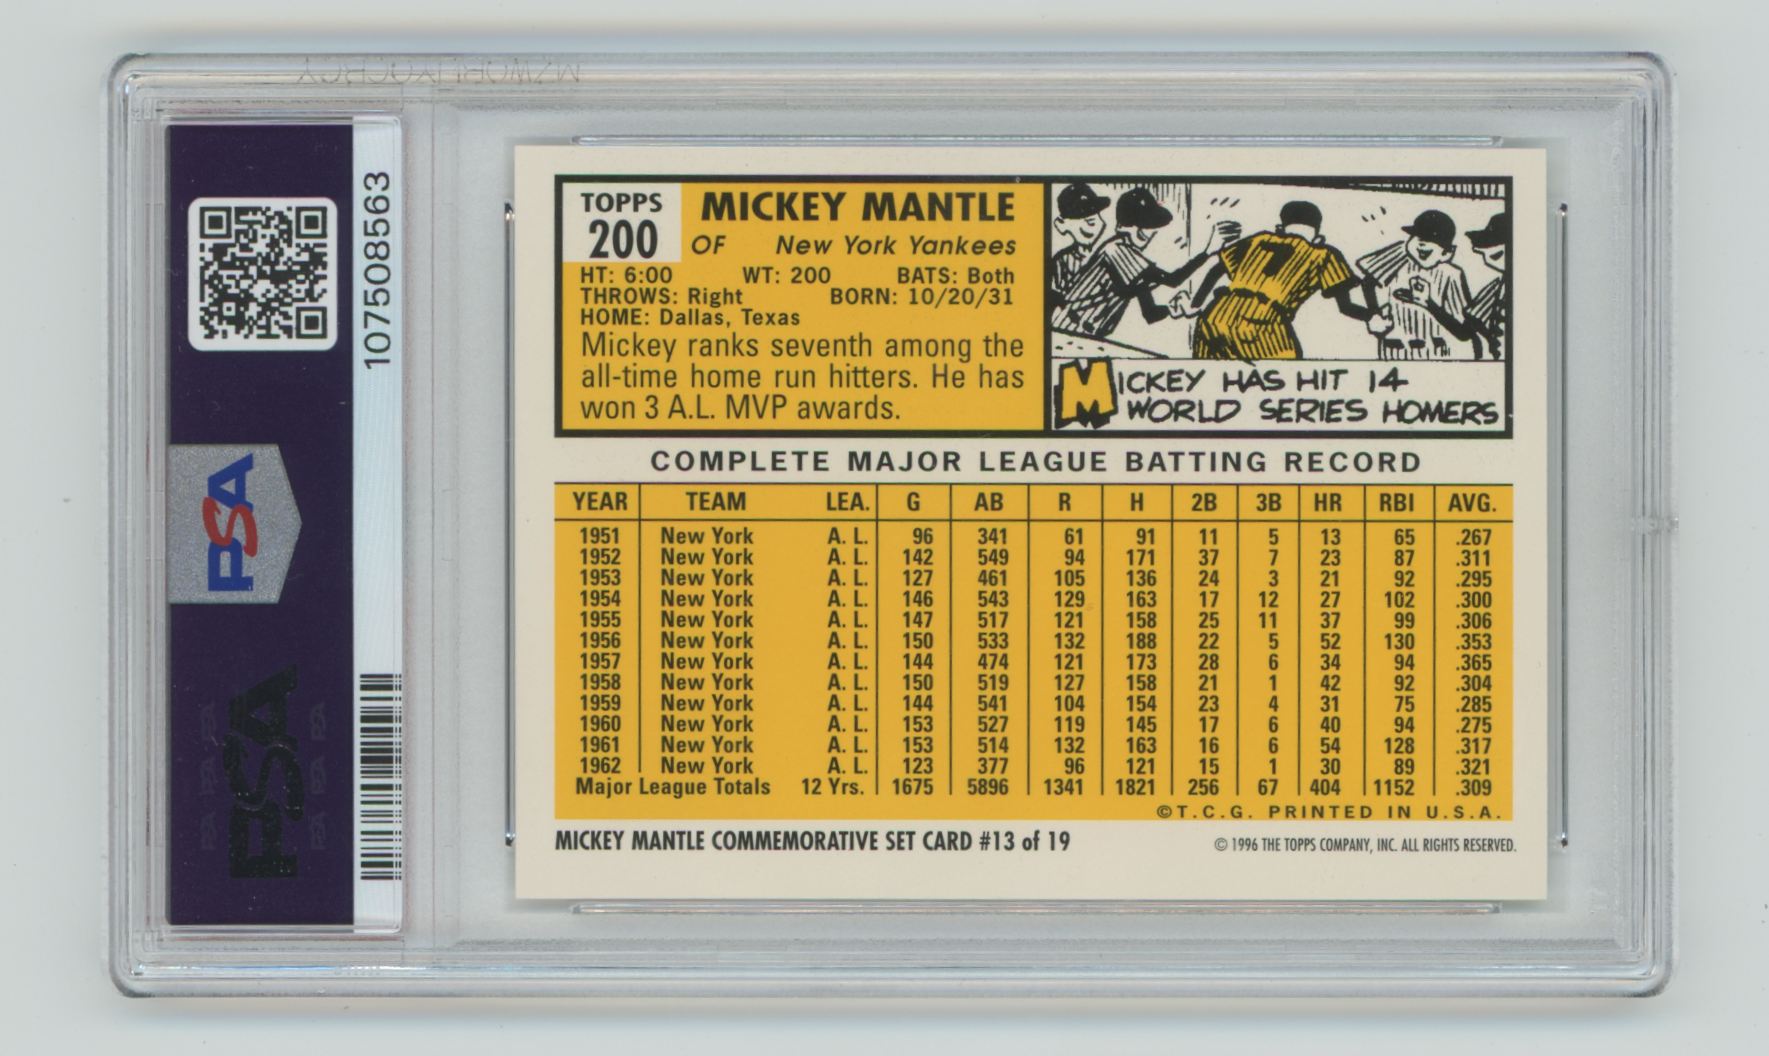 107508563
PSA
PSA
TOPPS
200
MICKEY MANTLE
OF New York Yankees
HT: 6:00 WT: 200 BATS: Both
THROWS: Right BORN: 10/20/31
HOME: Dallas, Texas
Mickey ranks seventh among the
all-time home run hitters. He has
won 3 A.L. MVP awards.
7
MICKEY HAS HIT 14
WORLD SERIES HOMERS
COMPLETE MAJOR LEAGUE BATTING RECORD
YEAR TEAM LEA. G AB R H 2B 3B HR RBI AVG.
1951 New York A. L. 96 341 61 91 11 5 13 65 .267
1952 New York A. L. 142 549 94 171 37 7 23 87 .311
1953 New York A. L. 127 461 105 136 24 3 21 92 .295
1954 New York A. L. 146 543 129 163 17 12 27 102 .300
1955 New York A. L. 147 517 121 158 25 11 37 99 .306
1956 New York A. L. 150 533 132 188 22 5 52 130 .353
1957 New York A. L. 144 474 121 173 28 6 34 94 .365
1958 New York A. L. 150 519 127 158 21 1 42 92 .304
1959 New York A. L. 144 541 104 154 23 4 31 75 .285
1960 New York A. L. 153 527 119 145 17 6 40 94 .275
1961 New York A. L. 153 514 132 163 16 6 54 128 .317
1962 New York A. L. 123 377 96 121 15 1 30 89 .321
Major League Totals 12 Yrs. 1675 5896 1341 1821 256 67 404 1152 .309
©T.C.G. PRINTED IN U.S.A.
MICKEY MANTLE COMMEMORATIVE SET CARD #13 of 19
© 1996 THE TOPPS COMPANY, INC. ALL RIGHTS RESERVED.